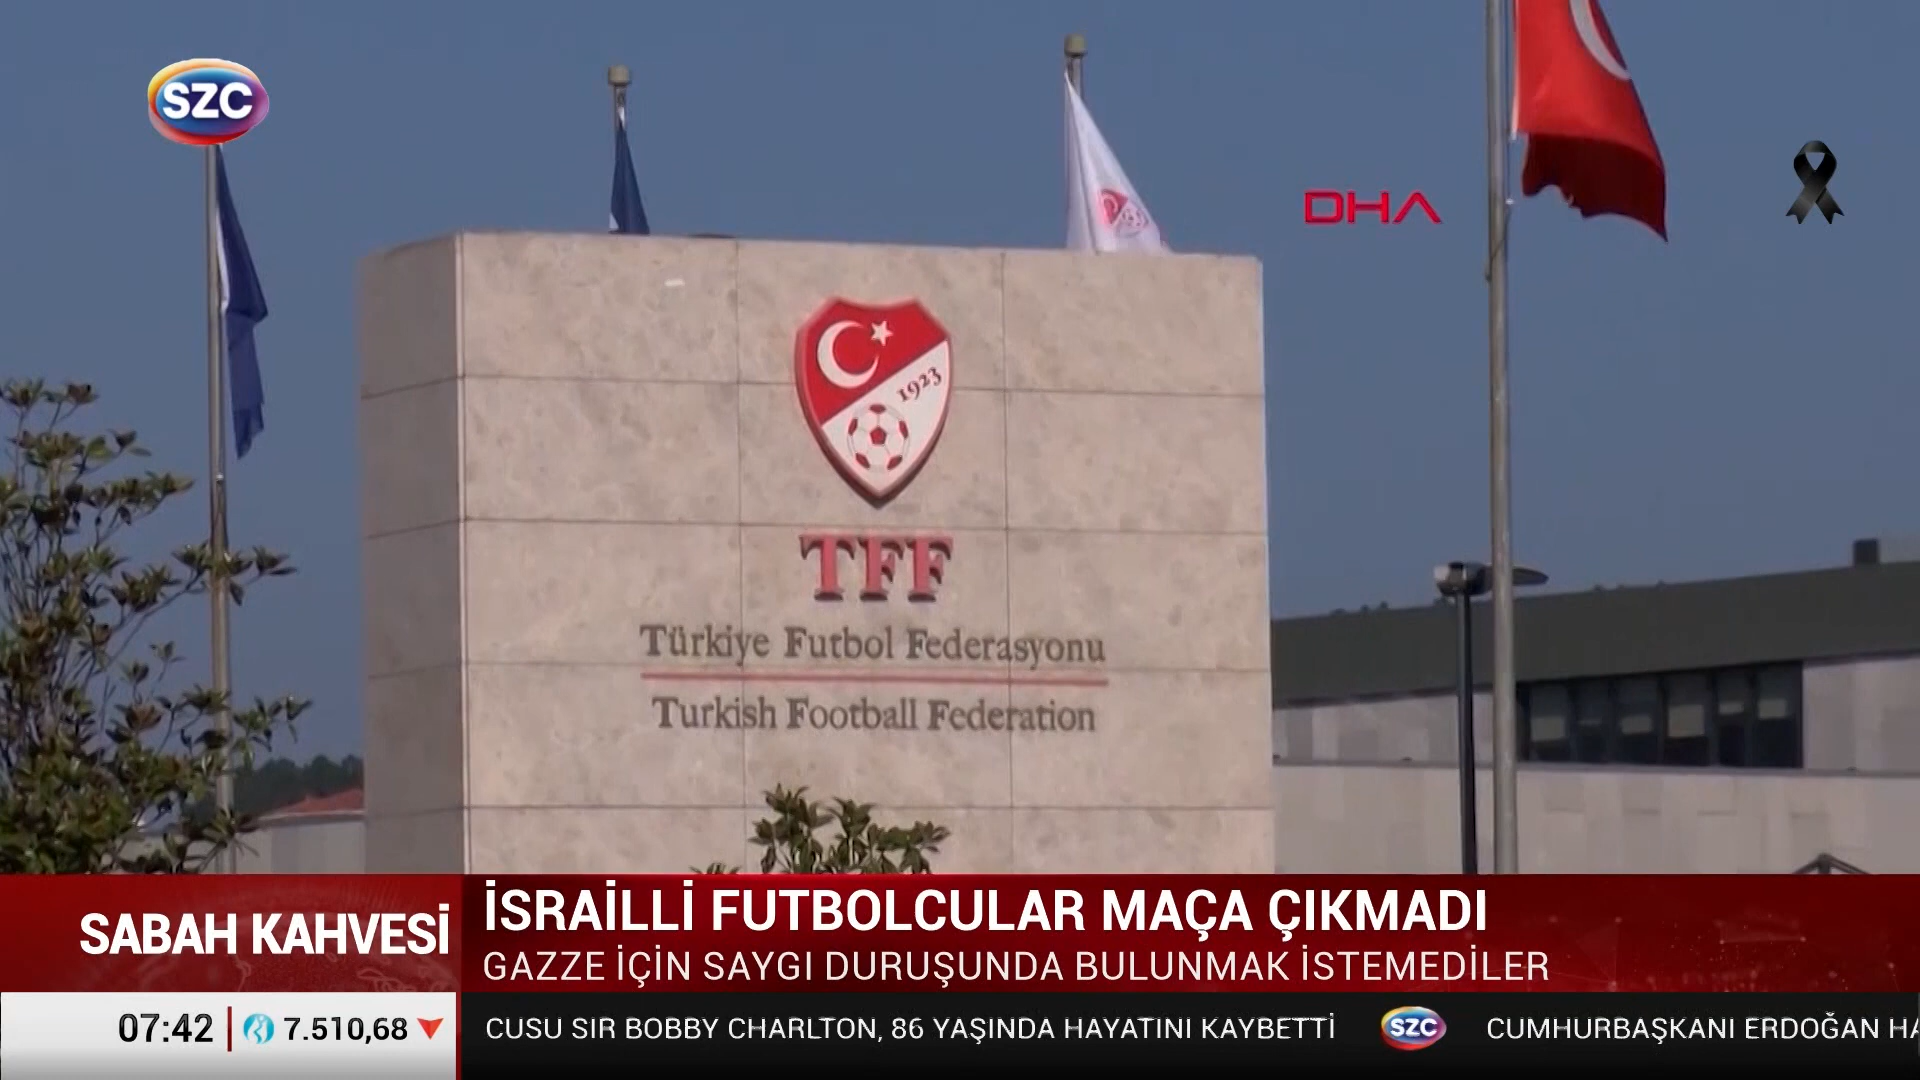 SZC
DHA
1923
TFF
Türkiye Futbol Federasyonu
Turkish Football Federation
SABAH KAHVESİ
İSRAİLLİ FUTBOLCULAR MAÇA ÇIKMADI
GAZZE İÇİN SAYGI DURUŞUNDA BULUNMAK İSTEMEDİLER
07:42 7.510,68 CUSU SIR BOBBY CHARLTON, 86 YAŞINDA HAYATINI KAYBETTİ SZC CUMHURBAŞKANI ERDOĞAN HA